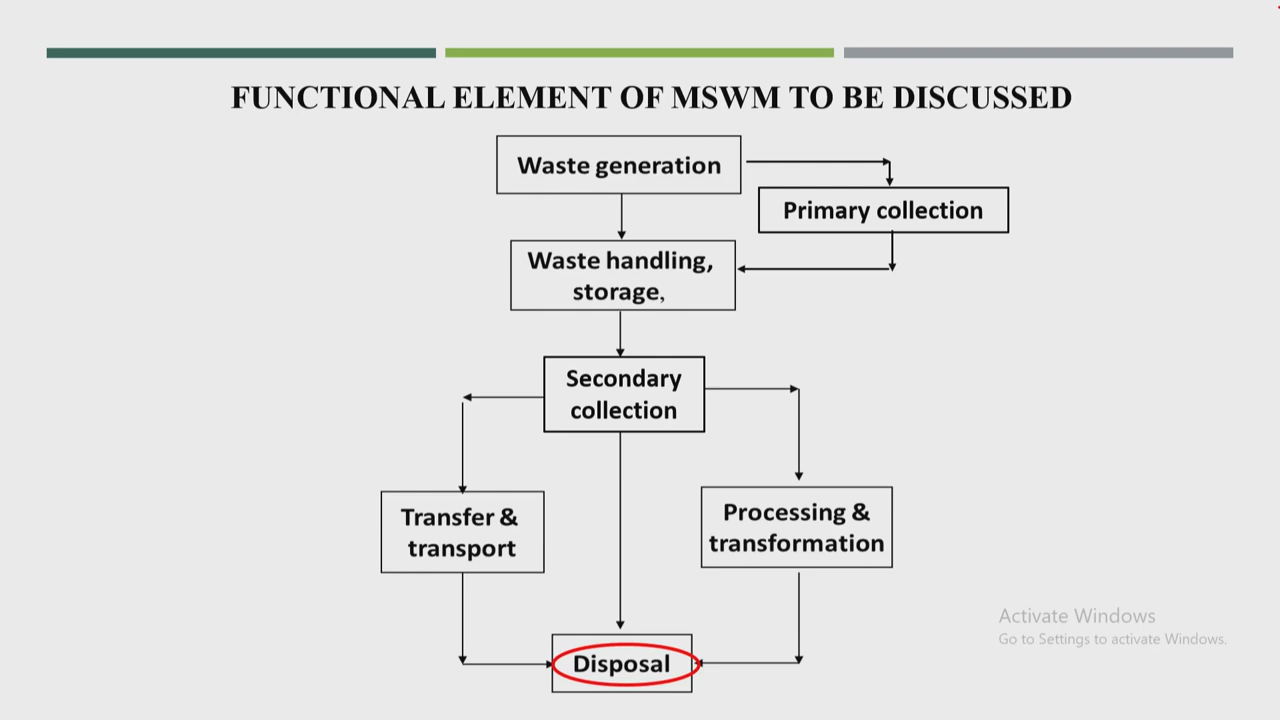 FUNCTIONAL ELEMENT OF MSWM TO BE DISCUSSED
Waste generation
Primary collection
Waste handling,
storage,
Secondary
collection
Transfer &
transport
Processing &
transformation
Disposal
Activate Windows
Go to Settings to activate Windows.